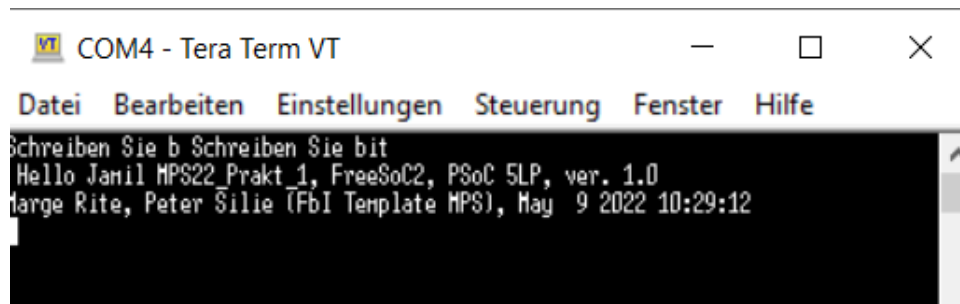 COM4 - Tera Term VT
Datei Bearbeiten Einstellungen Steuerung Fenster Hilfe
Schreiben Sie b Schreiben Sie bit
Hello Jamil MPS22_Prakt_1, FreeSoC2, PSoC 5LP, ver. 1.0
Marge Rite, Peter Silie (FbI Template MPS), May 9 2022 10:29:12